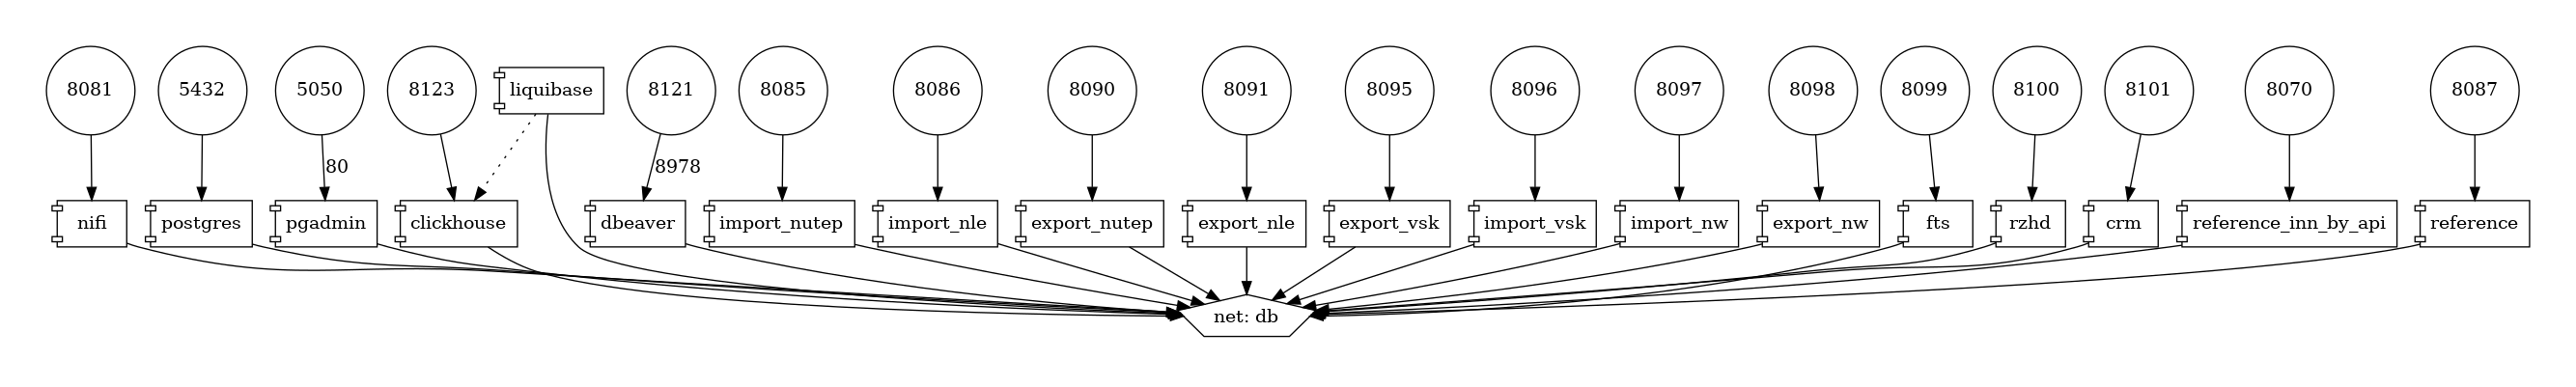 8081
5432
5050
8123
liquibase
8121
8085
8086
8090
8091
8095
8096
8097
8098
8099
8100
8101
8070
8087
80
8978
nifi
postgres
pgadmin
clickhouse
dbeaver
import_nutep
import_nle
export_nutep
export_nle
export_vsk
import_vsk
import_nw
export_nw
fts
rzhd
crm
reference_inn_by_api
reference
net: db